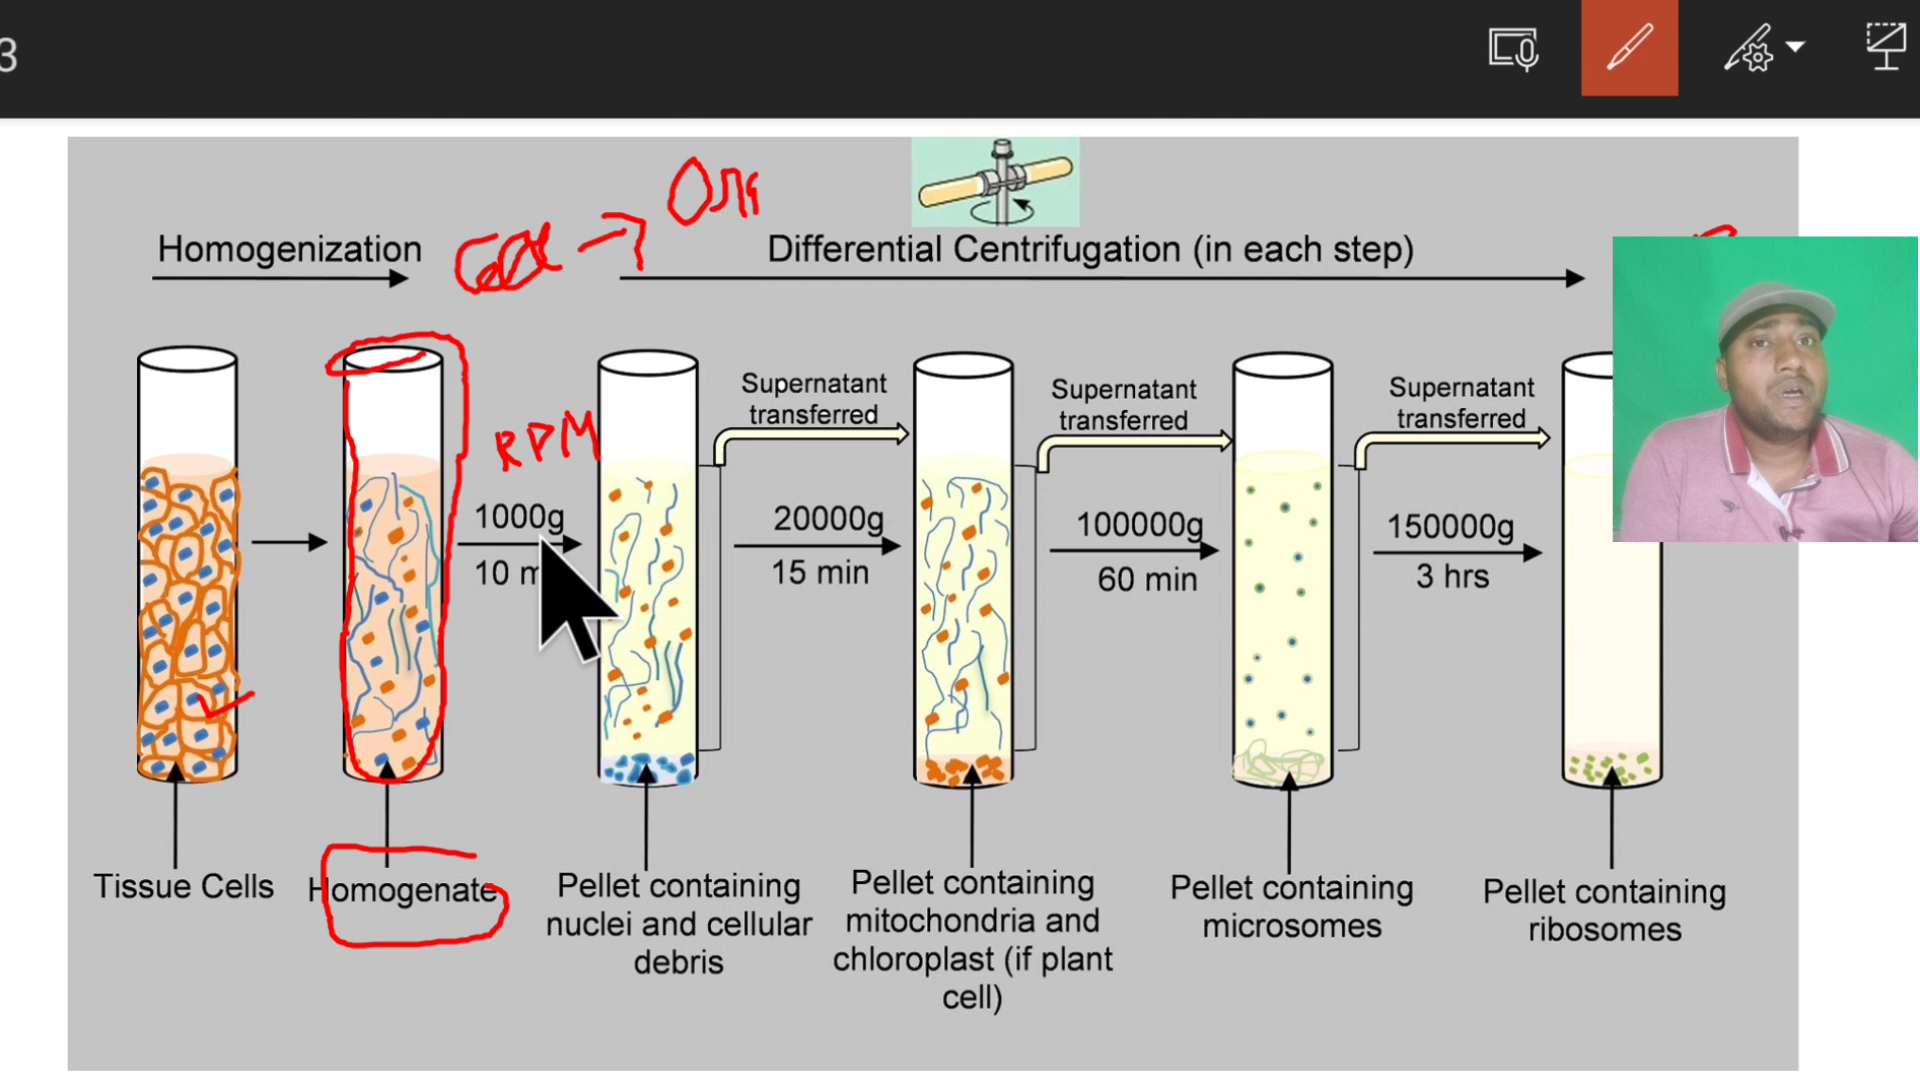 3
Homogenization
Differential Centrifugation (in each step)
Supernatant
transferred
Supernatant
transferred
Supernatant
transferred
RPM
1000g
10
20000g
15 min
100000g
60 min
150000g
3 hrs
Tissue Cells
Homogenate
Pellet containing
nuclei and cellular
debris
Pellet containing
mitochondria and
chloroplast (if plant
cell)
Pellet containing
microsomes
Pellet containing
ribosomes